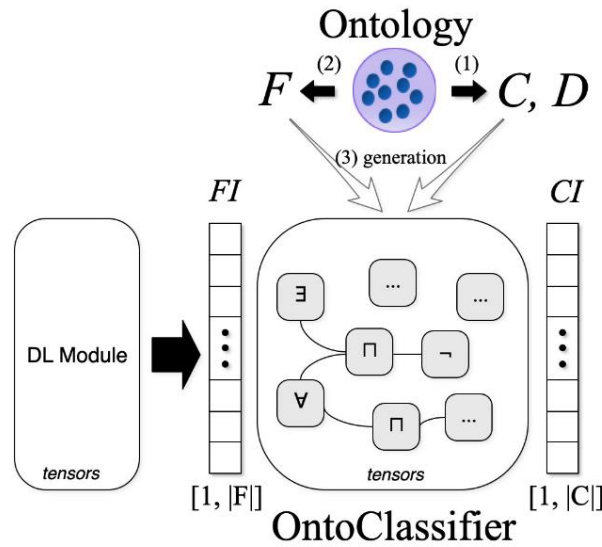 Ontology
(2) (1)
F C, D
(3) generation
FI CI
∃ ... ...
DL Module ⊓ ¬
∀ ⊓ ...
tensors tensors
[1, |F|] [1, |C|]
OntoClassifier